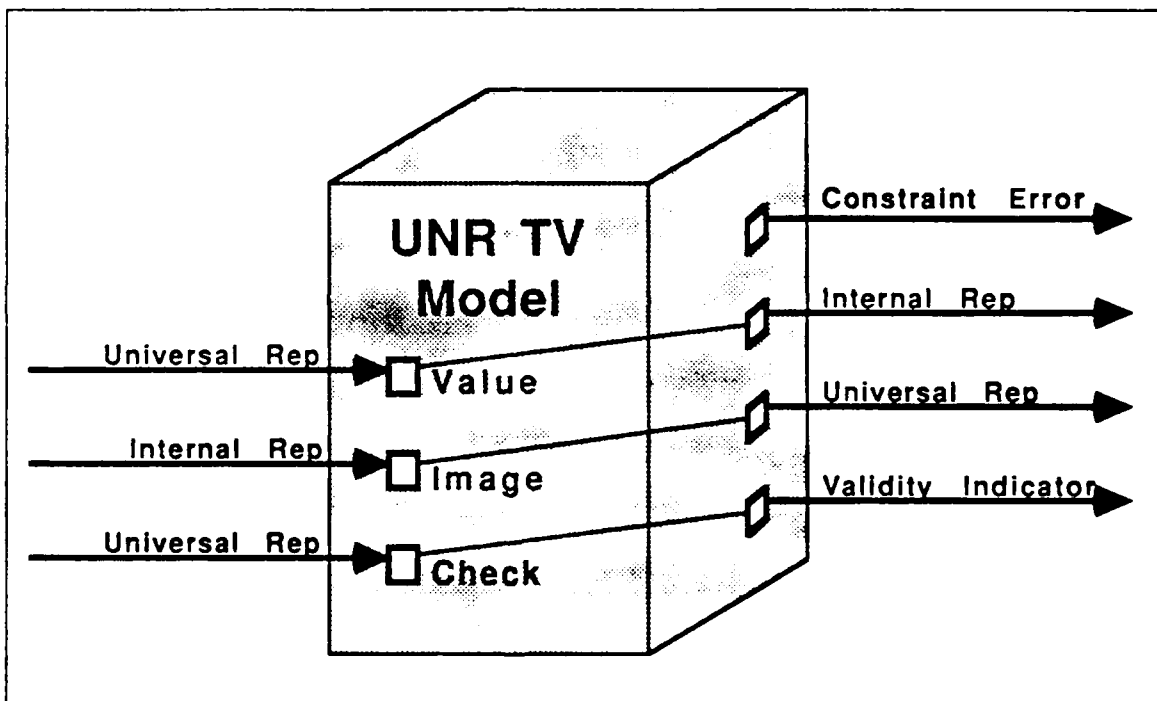 UNR TV
Model
Constraint Error
Internal Rep
Universal Rep
Value
Universal Rep
Internal Rep
Image
Validity Indicator
Universal Rep
Check